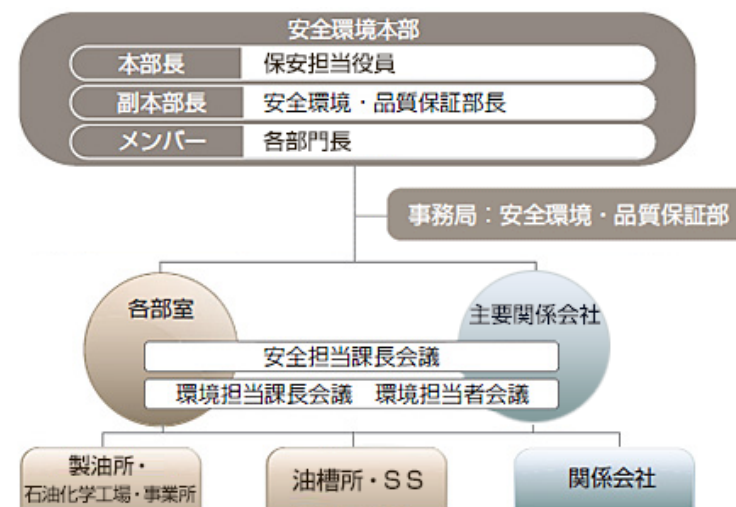 安全環境本部
本部長 保安担当役員
副本部長 安全環境・品質保証部長
メンバー 各部門長
事務局：安全環境・品質保証部
各部室
主要関係会社
安全担当課長会議
環境担当課長会議 環境担当者会議
製油所・
石油化学工場・事業所
油槽所・ＳＳ
関係会社